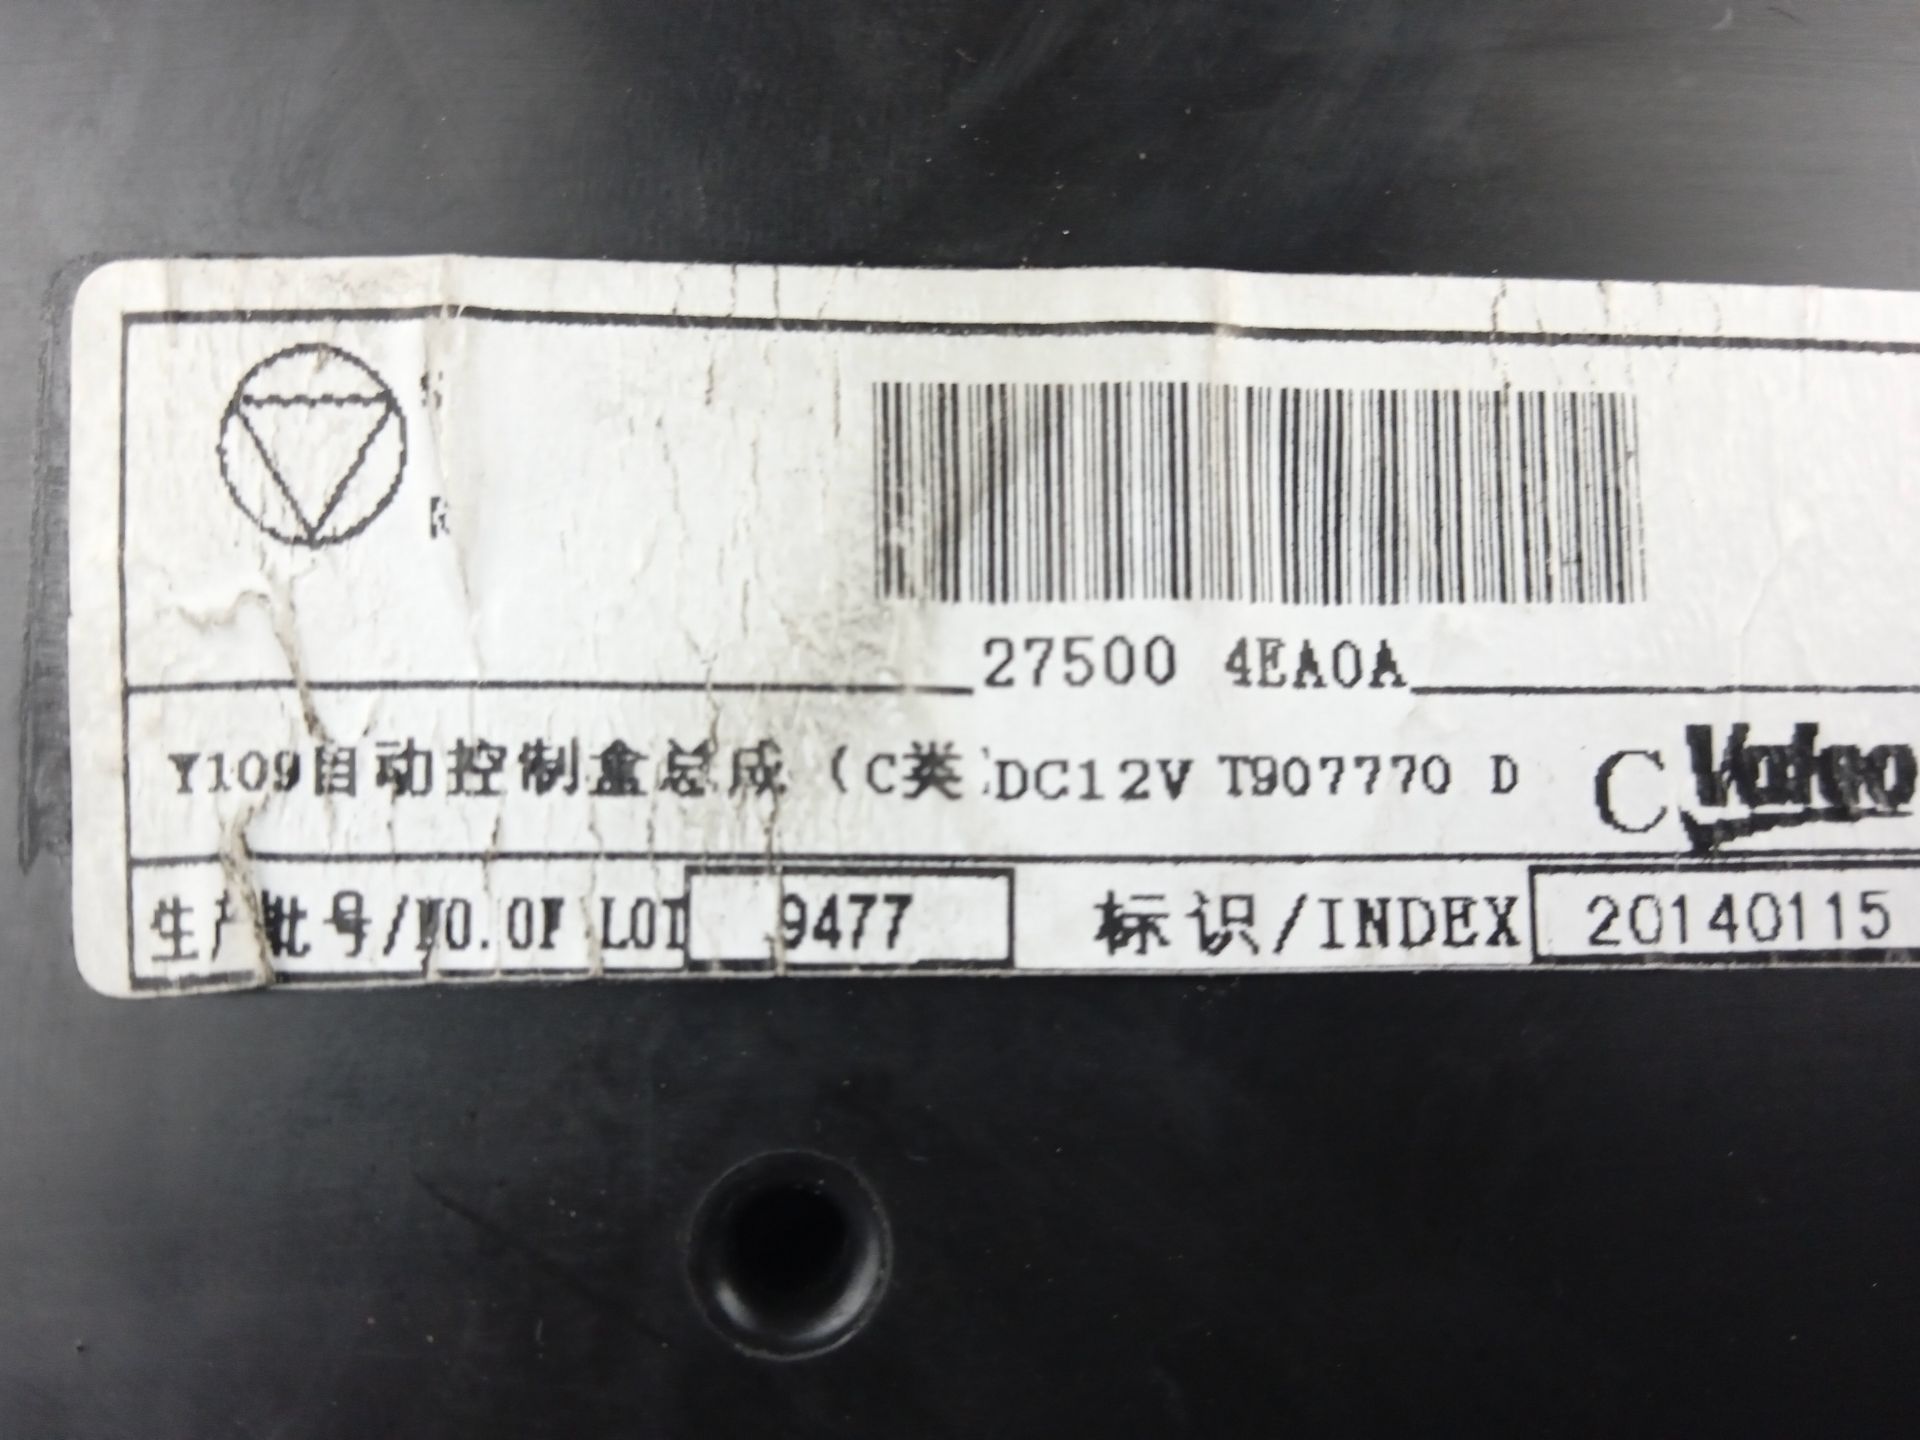 27500 4EA0A
Y109自动控制盒总成 (C类 DC12V T907770 D C Valeo
生产批号/NO.OF LOT 9477 标识/INDEX 20140115